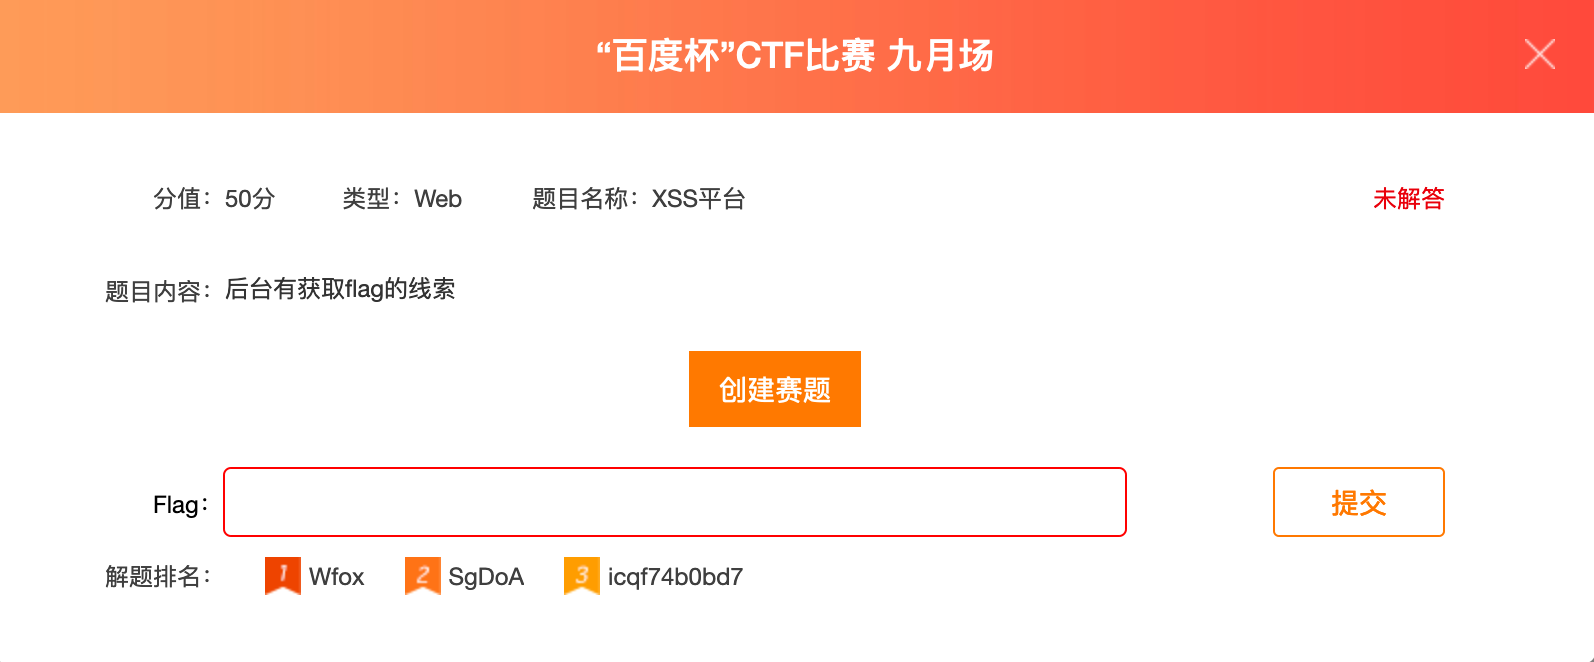 “百度杯”CTF比赛 九月场
分值：50分 类型：Web 题目名称：XSS平台 未解答
题目内容：后台有获取flag的线索
创建赛题
Flag： 提交
解题排名： 1 Wfox 2 SgDoA 3 icqf74b0bd7